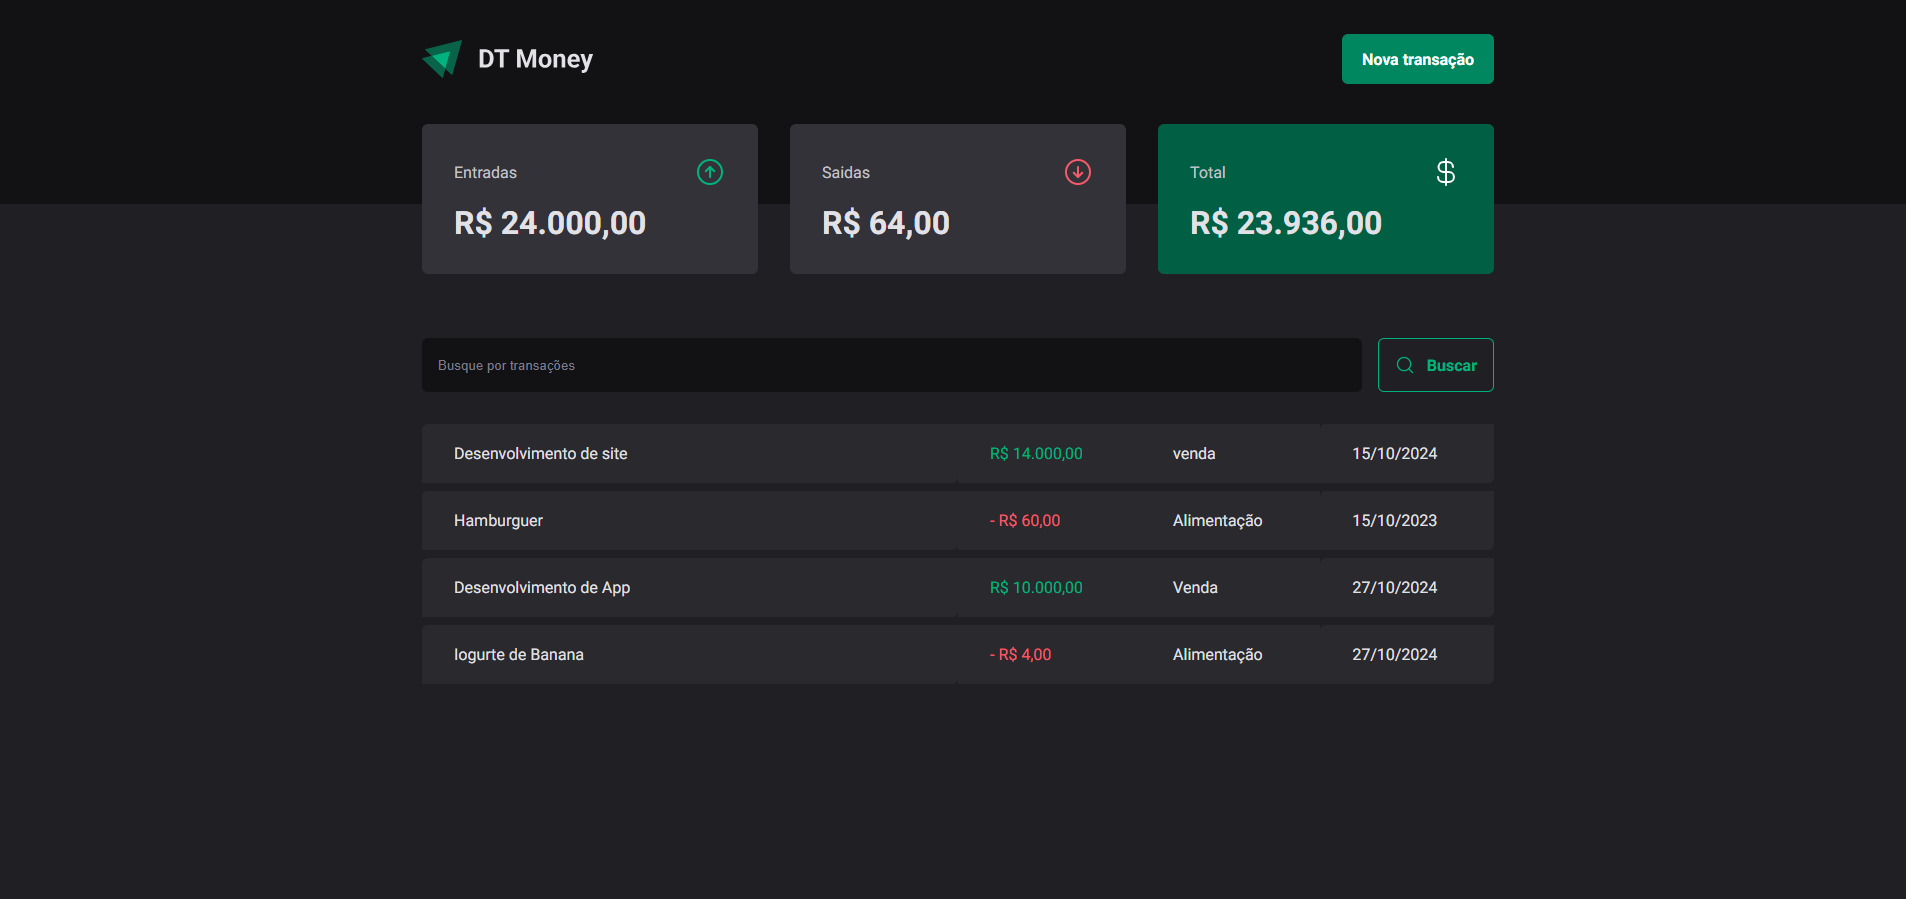 DT Money
Nova transação
Entradas
R$ 24.000,00
Saidas
R$ 64,00
Total
$
R$ 23.936,00
Busque por transações
Buscar
Desenvolvimento de site R$ 14.000,00 venda 15/10/2024
Hamburguer - R$ 60,00 Alimentação 15/10/2023
Desenvolvimento de App R$ 10.000,00 Venda 27/10/2024
Iogurte de Banana - R$ 4,00 Alimentação 27/10/2024